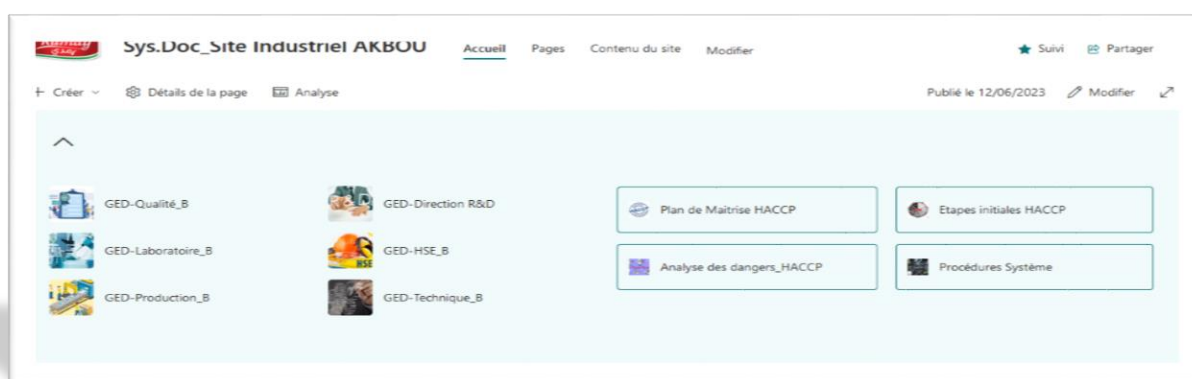 Ramdy
Sys.Doc_Site Industriel AKBOU Accueil Pages Contenu du site Modifier Suivi Partager
+ Créer Détails de la page Analyse Publié le 12/06/2023 Modifier
GED-Qualité_B GED-Direction R&D Plan de Maitrise HACCP Etapes initiales HACCP
GED-Laboratoire_B HSE GED-HSE_B Analyse des dangers_HACCP Procédures Système
GED-Production_B GED-Technique_B